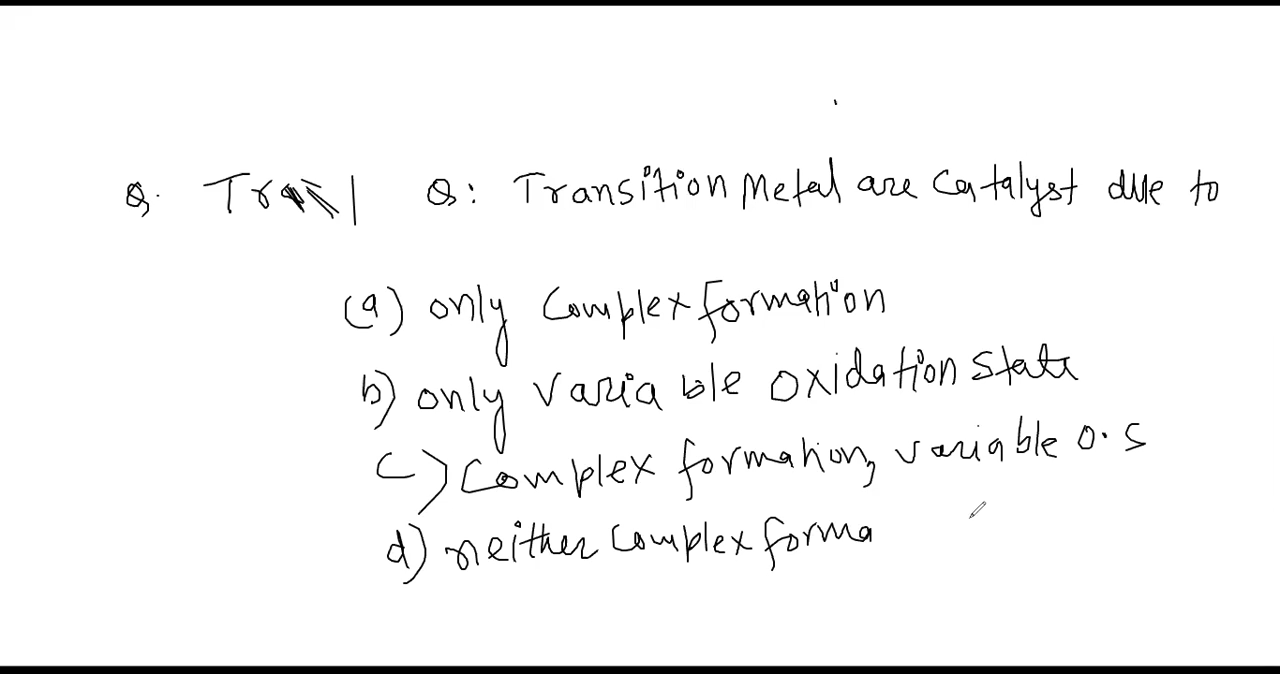 Q. Tra Q: Transition Metal are Catalyst due to
(a) only Complex formation
b) only variable oxidation state
c) Complex formation, variable O.S
d) neither complex forma